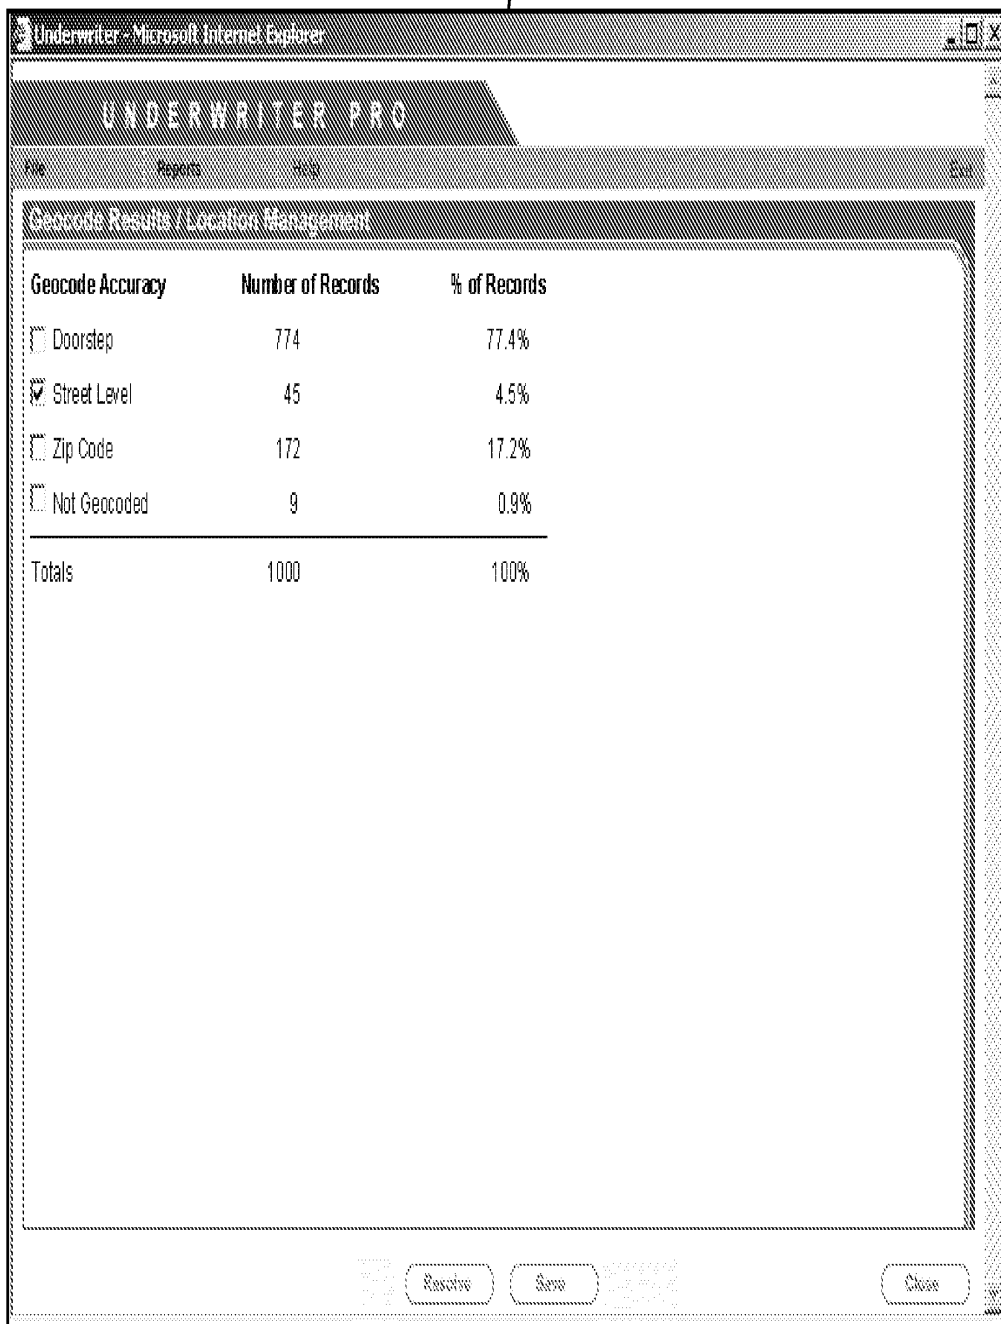 Underwriter - Microsoft Internet Explorer
UNDERWRITER PRO
File Reports Help Exit
Geocode Results / Location Management
Geocode Accuracy Number of Records % of Records
Doorstep 774 77.4%
Street Level 45 4.5%
Zip Code 172 17.2%
Not Geocoded 9 0.9%
Totals 1000 100%
Resolve Save Close